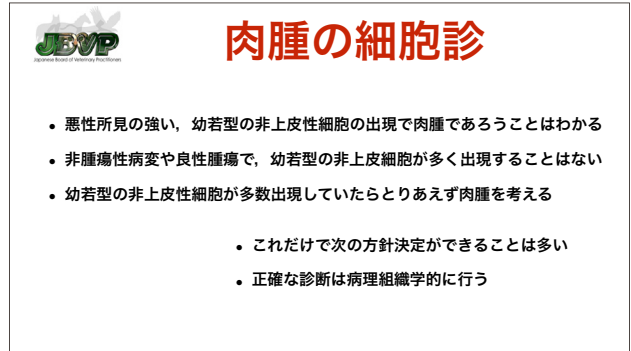 JBVP
Japanese Board of Veterinary Practitioners
肉腫の細胞診
• 悪性所見の強い，幼若型の非上皮性細胞の出現で肉腫であろうことはわかる
• 非腫瘍性病変や良性腫瘍で，幼若型の非上皮細胞が多く出現することはない
• 幼若型の非上皮性細胞が多数出現していたらとりあえず肉腫を考える
• これだけで次の方針決定ができることは多い
• 正確な診断は病理組織学的に行う